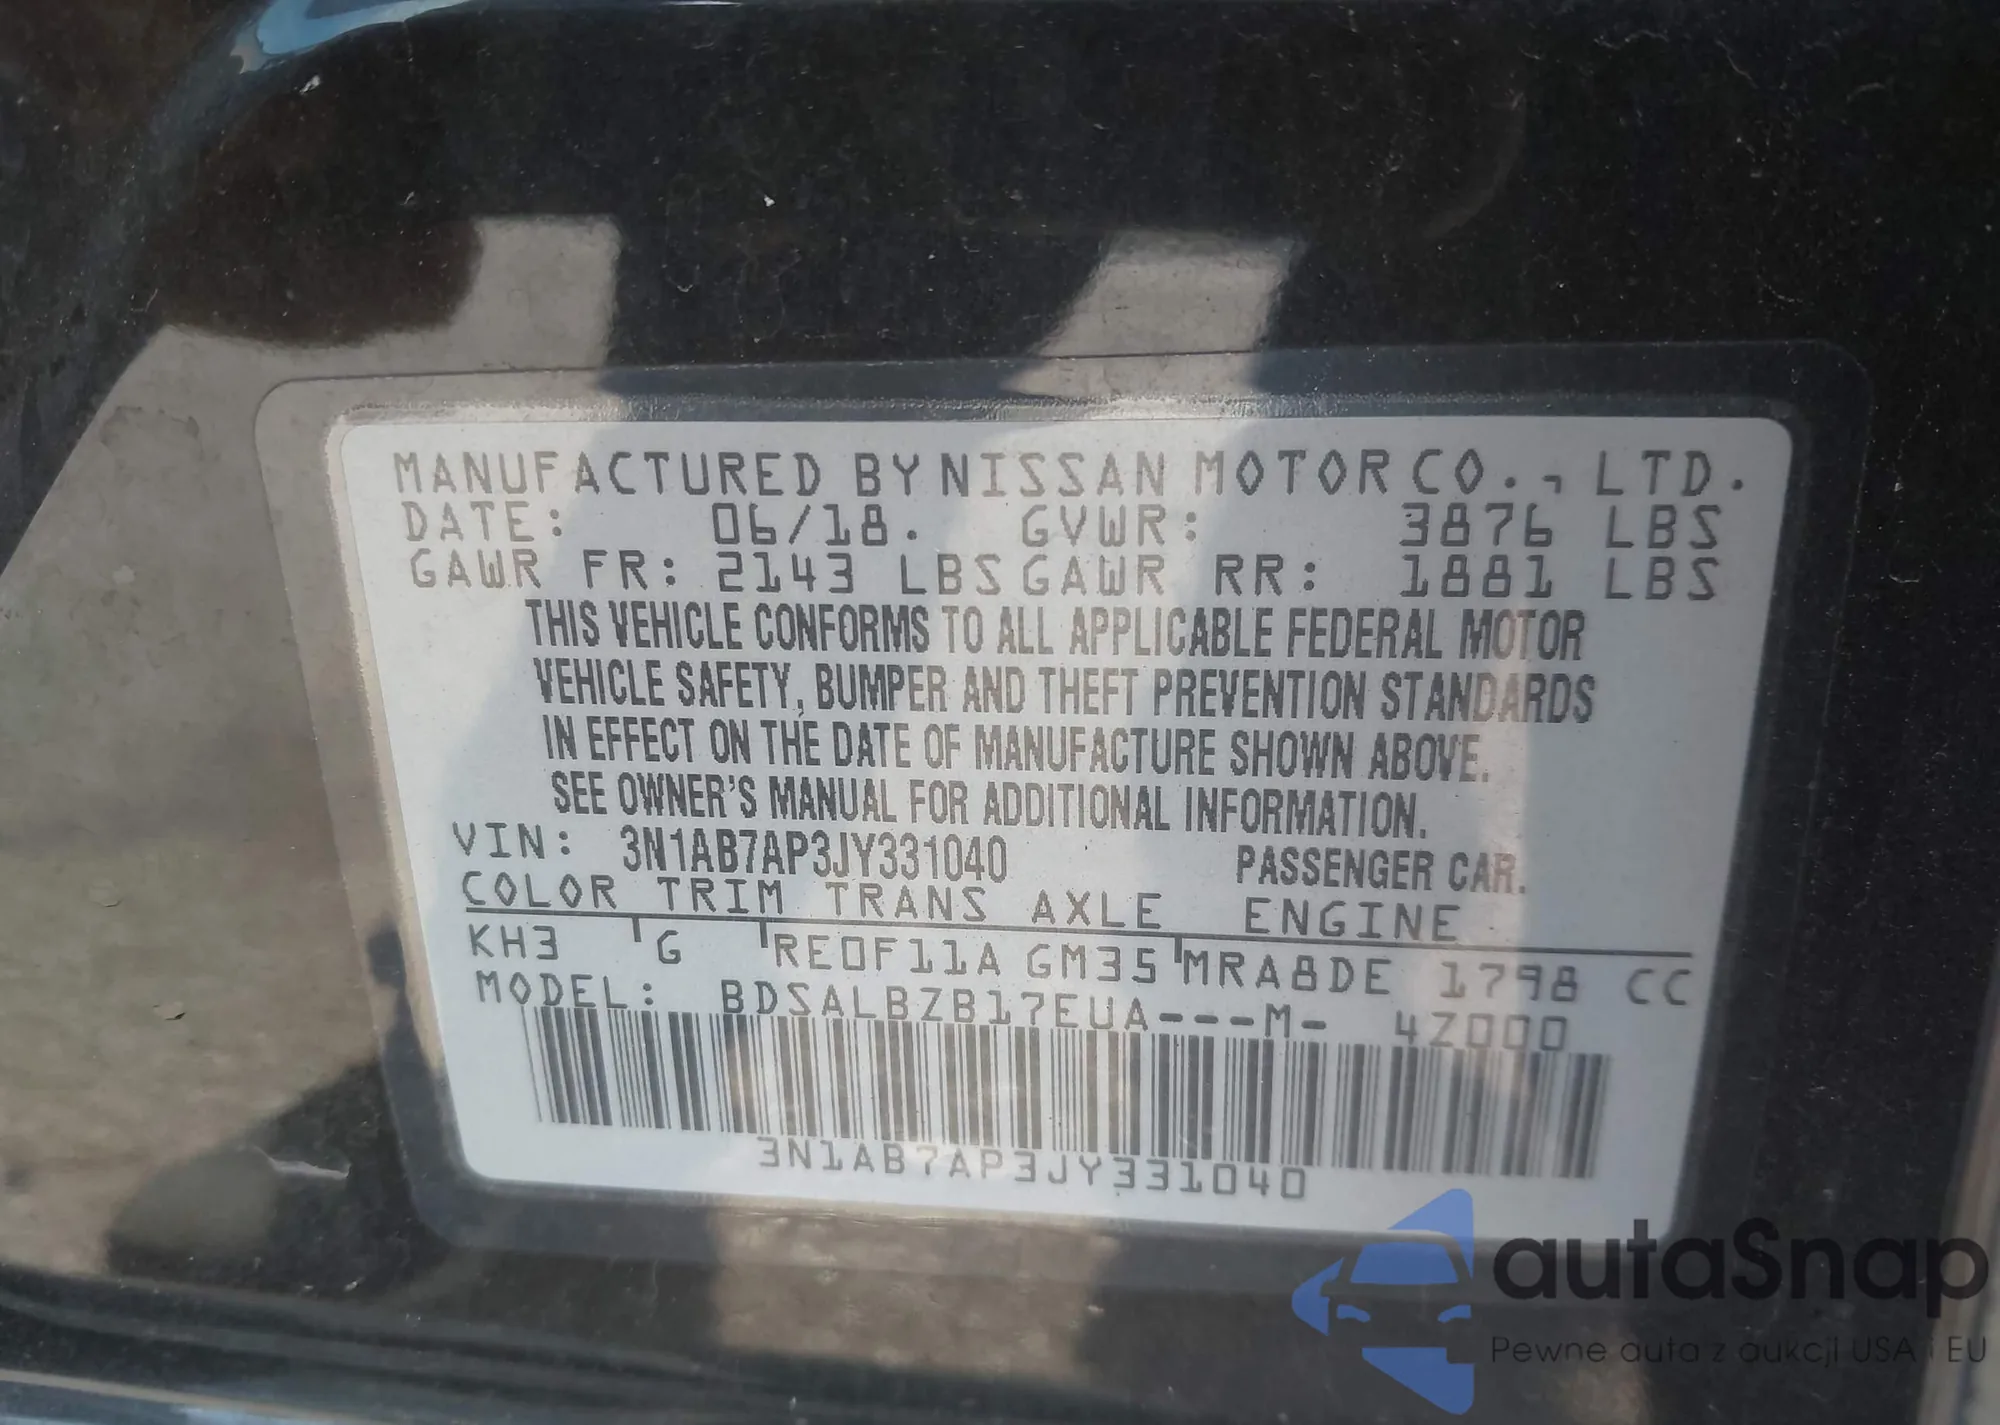 MANUFACTURED BY NISSAN MOTOR CO., LTD.
DATE: 06/18. GVWR: 3876 LBS
GAWR FR: 2143 LBS GAWR RR: 1881 LBS
THIS VEHICLE CONFORMS TO ALL APPLICABLE FEDERAL MOTOR
VEHICLE SAFETY, BUMPER AND THEFT PREVENTION STANDARDS
IN EFFECT ON THE DATE OF MANUFACTURE SHOWN ABOVE.
SEE OWNER'S MANUAL FOR ADDITIONAL INFORMATION.
VIN: 3N1AB7AP3JY331040 PASSENGER CAR.
COLOR TRIM TRANS AXLE ENGINE
KH3 G RE0F11A GM35 MRA8DE 1798 CC
MODEL: BDSALBZB17EUA---M- 4Z000
3N1AB7AP3JY331040
autaSnap
Pewne auta z aukcji USA i EU